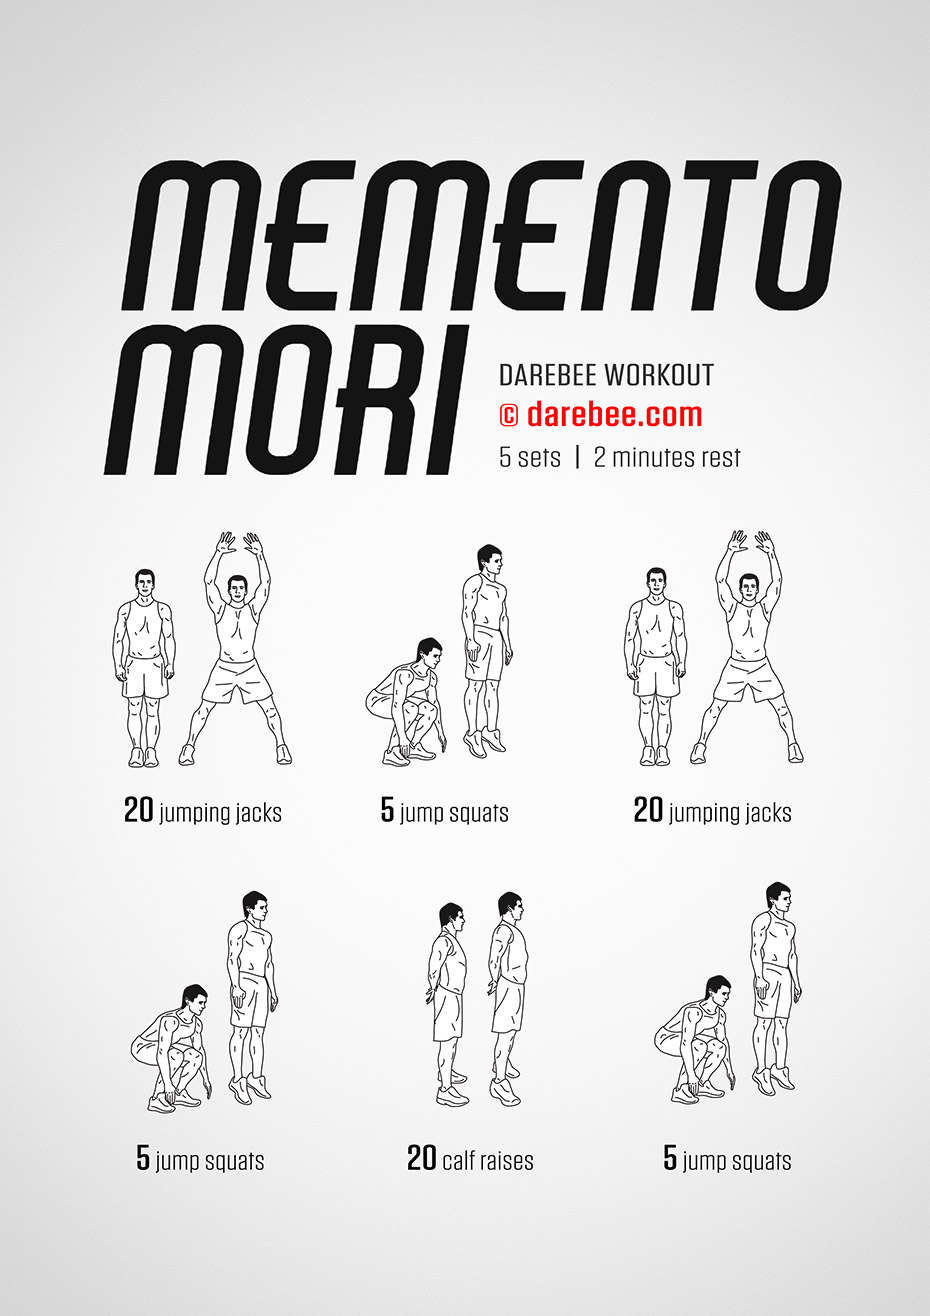 MEMENTO
MORI
DAREBEE WORKOUT
© darebee.com
5 sets | 2 minutes rest
20 jumping jacks
5 jump squats
20 jumping jacks
5 jump squats
20 calf raises
5 jump squats